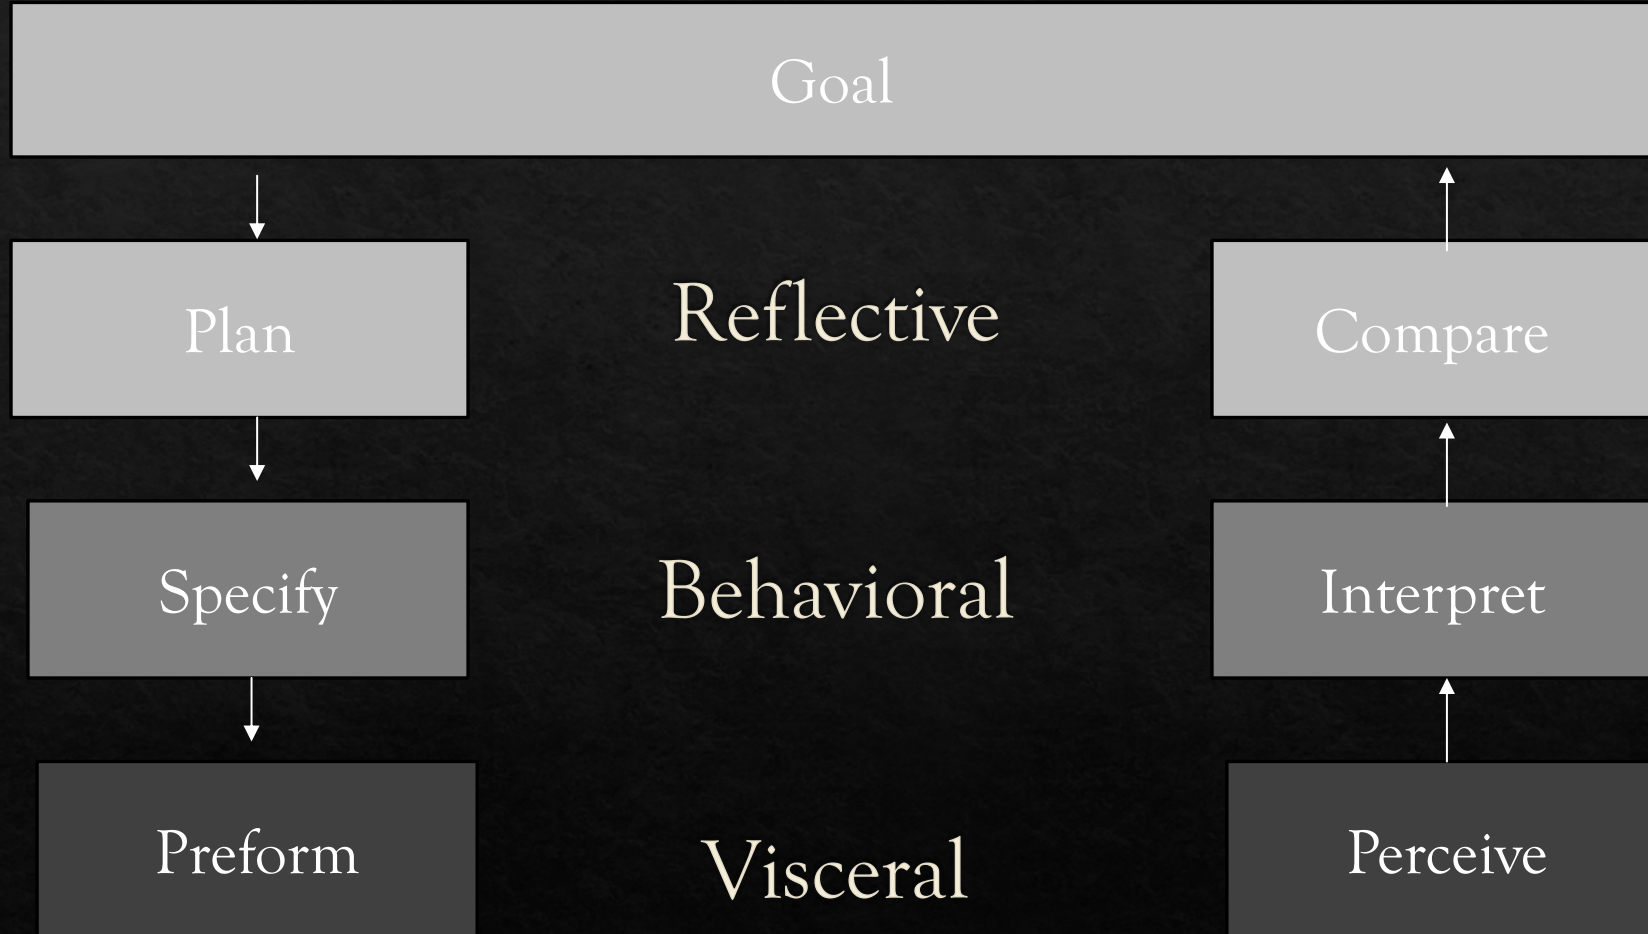 Goal
Plan
Reflective
Compare
Specify
Behavioral
Interpret
Preform
Visceral
Perceive